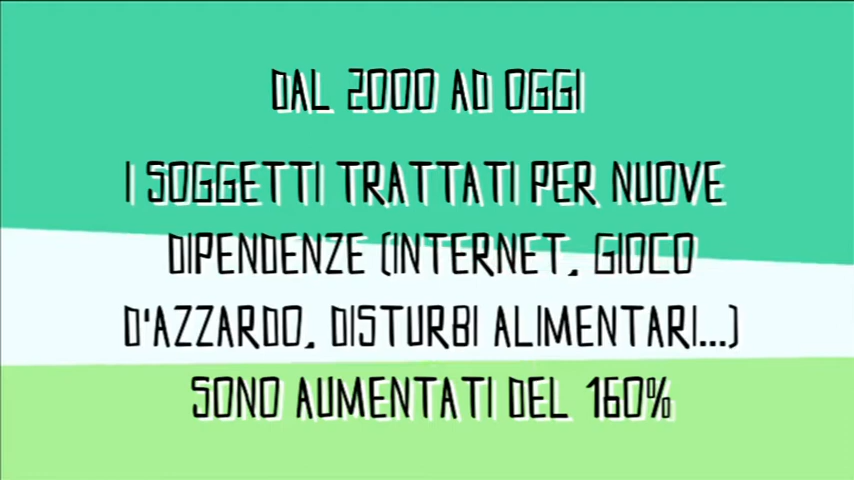 DAL 2000 AD OGGI
I SOGGETTI TRATTATI PER NUOVE
DIPENDENZE (INTERNET, GIOCO
D'AZZARDO, DISTURBI ALIMENTARI...)
SONO AUMENTATI DEL 160%